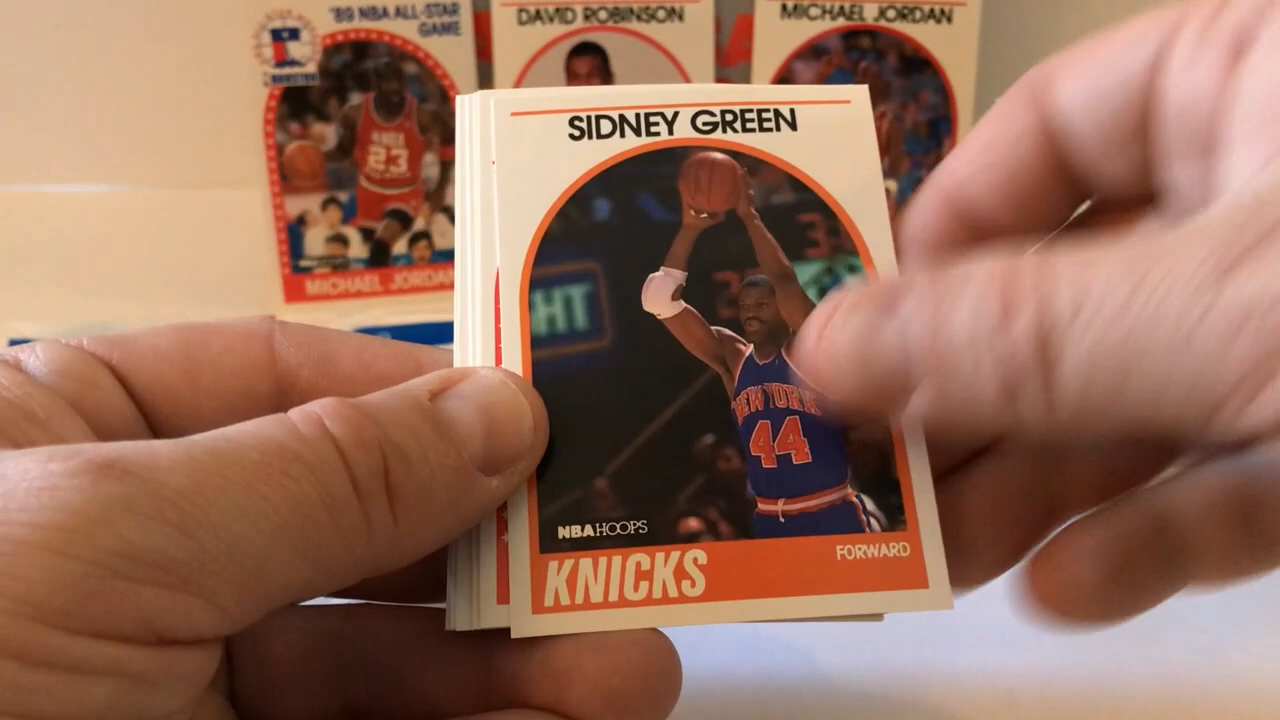 '89 NBA ALL-STAR
GAME
HOUSTON
23
MICHAEL JORDAN
DAVID ROBINSON
MICHAEL JORDAN
SIDNEY GREEN
HT
NEW YORK
44
NBA HOOPS
FORWARD
KNICKS